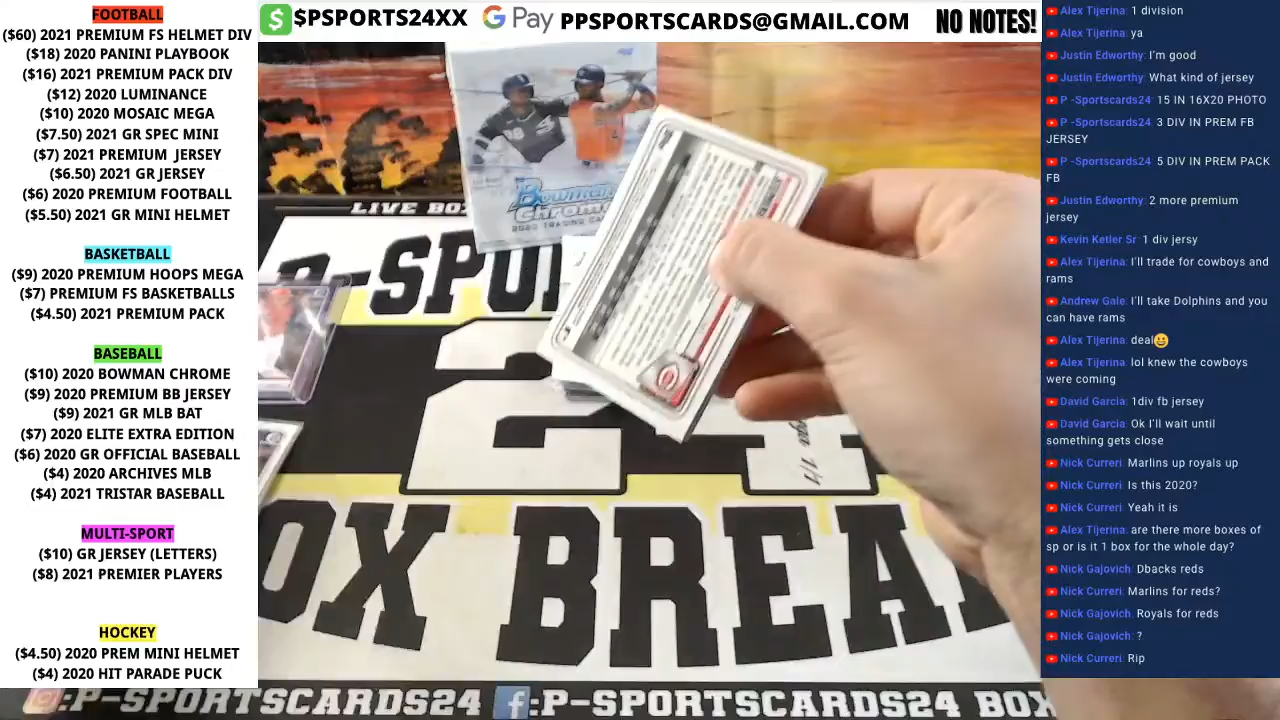 FOOTBALL
($60) 2021 PREMIUM FS HELMET DIV
($18) 2020 PANINI PLAYBOOK
($16) 2021 PREMIUM PACK DIV
($12) 2020 LUMINANCE
($10) 2020 MOSAIC MEGA
($7.50) 2021 GR SPEC MINI
($7) 2021 PREMIUM JERSEY
($6.50) 2021 GR JERSEY
($6) 2020 PREMIUM FOOTBALL
($5.50) 2021 GR MINI HELMET
BASKETBALL
($9) 2020 PREMIUM HOOPS MEGA
($7) PREMIUM FS BASKETBALLS
($4.50) 2021 PREMIUM PACK
BASEBALL
($10) 2020 BOWMAN CHROME
($9) 2020 PREMIUM BB JERSEY
($9) 2021 GR MLB BAT
($7) 2020 ELITE EXTRA EDITION
($6) 2020 GR OFFICIAL BASEBALL
($4) 2020 ARCHIVES MLB
($4) 2021 TRISTAR BASEBALL
MULTI-SPORT
($10) GR JERSEY (LETTERS)
($8) 2021 PREMIER PLAYERS
HOCKEY
($4.50) 2020 PREM MINI HELMET
($4) 2020 HIT PARADE PUCK
$PSPORTS24XX G Pay PPSPORTSCARDS@GMAIL.COM NO NOTES!
Bowman
Chrome
LIVE BO
P-SPO
24
BOX BREA
:P-SPORTSCARDS24 f:P-SPORTSCARDS24 BOX
Alex Tijerina: 1 division
Alex Tijerina: ya
Justin Edworthy: I'm good
Justin Edworthy: What kind of jersey
P -Sportscards24: 15 IN 16X20 PHOTO
P -Sportscards24: 3 DIV IN PREM FB
JERSEY
P -Sportscards24: 5 DIV IN PREM PACK
FB
Justin Edworthy: 2 more premium
jersey
Kevin Ketler Sr: 1 div jersy
Alex Tijerina: I'll trade for cowboys and
rams
Andrew Gale: I'll take Dolphins and you
can have rams
Alex Tijerina: deal😀
Alex Tijerina: lol knew the cowboys
were coming
David Garcia: 1div fb jersey
David Garcia: Ok I'll wait until
something gets close
Nick Curreri: Marlins up royals up
Nick Curreri: Is this 2020?
Nick Curreri: Yeah it is
Alex Tijerina: are there more boxes of
sp or is it 1 box for the whole day?
Nick Gajovich: Dbacks reds
Nick Curreri: Marlins for reds?
Nick Gajovich: Royals for reds
Nick Gajovich: ?
Nick Curreri: Rip